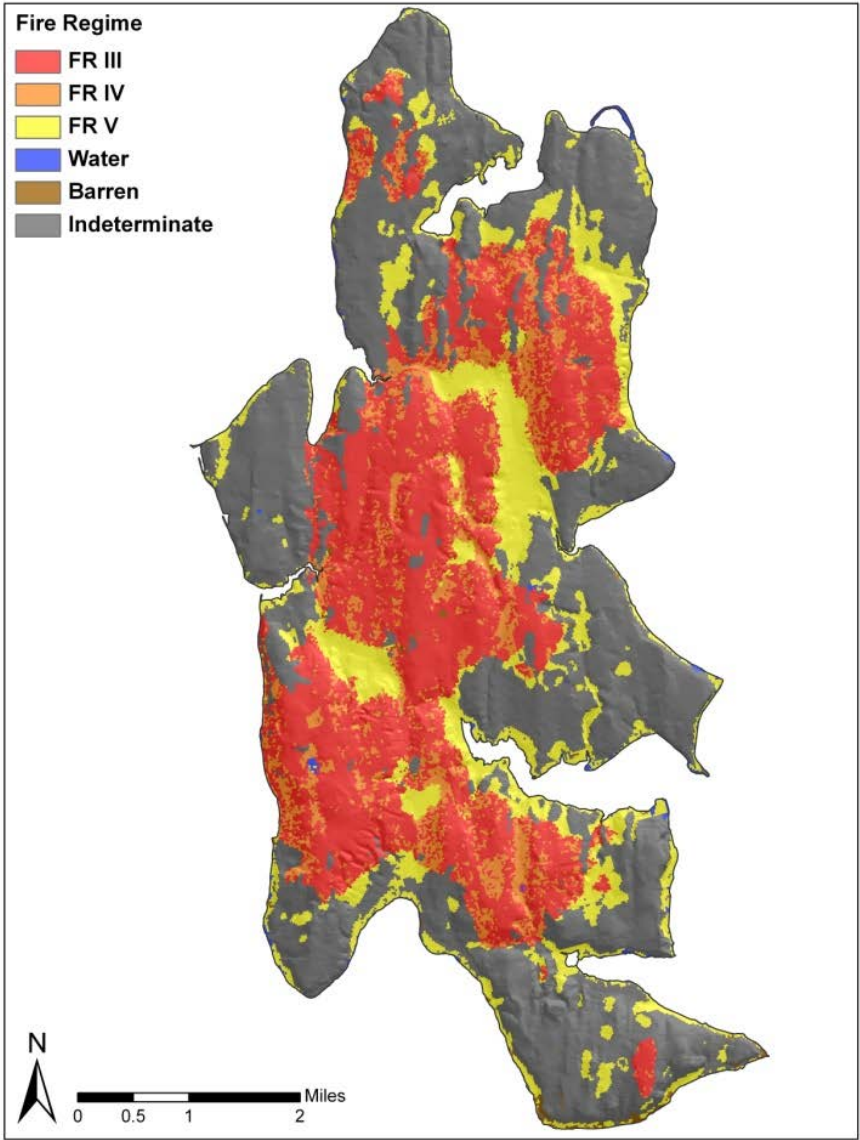 Fire Regime
FR III
FR IV
FR V
Water
Barren
Indeterminate
N
Miles
0 0.5 1 2